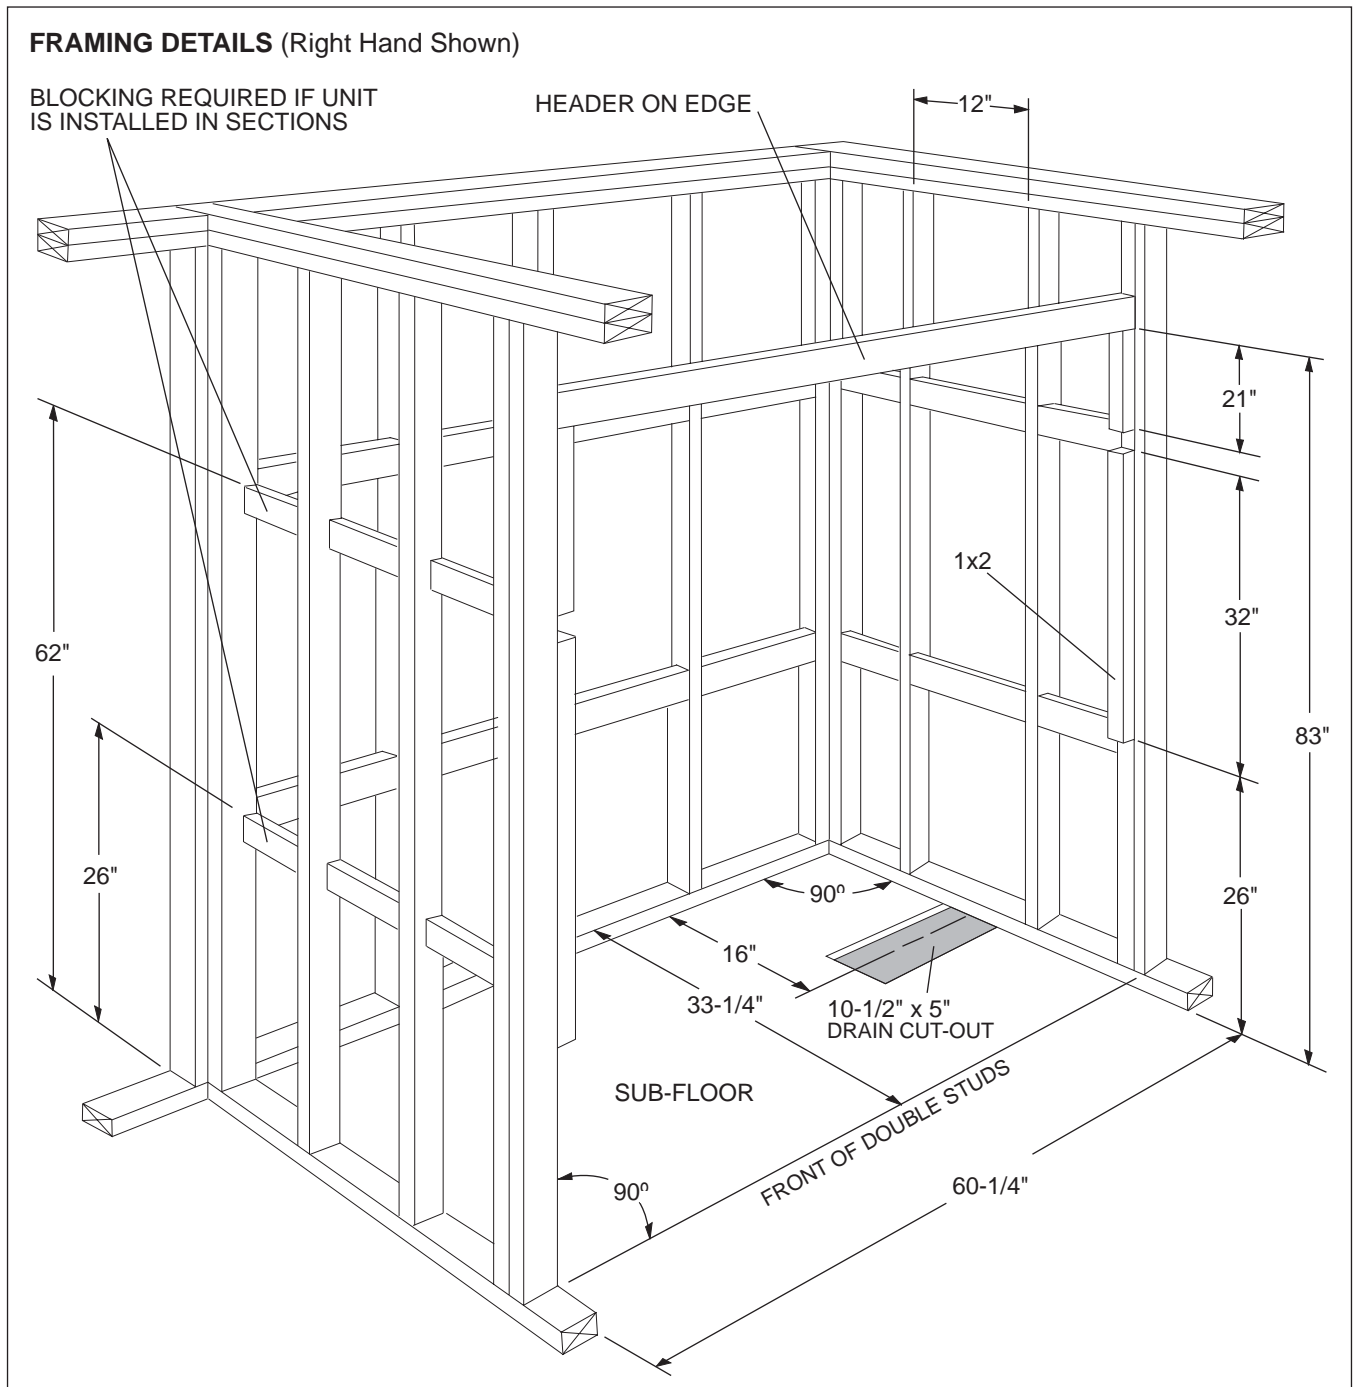 FRAMING DETAILS (Right Hand Shown)
BLOCKING REQUIRED IF UNIT
IS INSTALLED IN SECTIONS
HEADER ON EDGE
12"
21"
1x2
32"
62"
83"
26"
90º
26"
16"
33-1/4"
10-1/2" x 5"
DRAIN CUT-OUT
SUB-FLOOR
FRONT OF DOUBLE STUDS
90º
60-1/4"